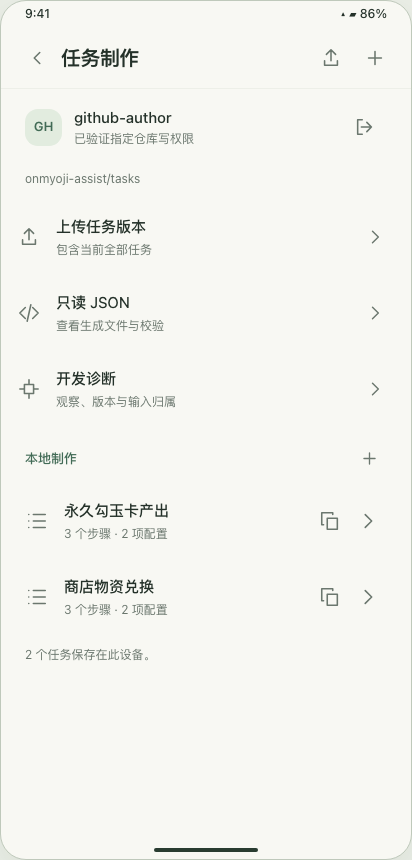 9:41
86%
任务制作
GH
github-author
已验证指定仓库写权限
onmyoji-assist/tasks
上传任务版本
包含当前全部任务
只读 JSON
查看生成文件与校验
开发诊断
观察、版本与输入归属
本地制作
永久勾玉卡产出
3 个步骤 · 2 项配置
商店物资兑换
3 个步骤 · 2 项配置
2 个任务保存在此设备。